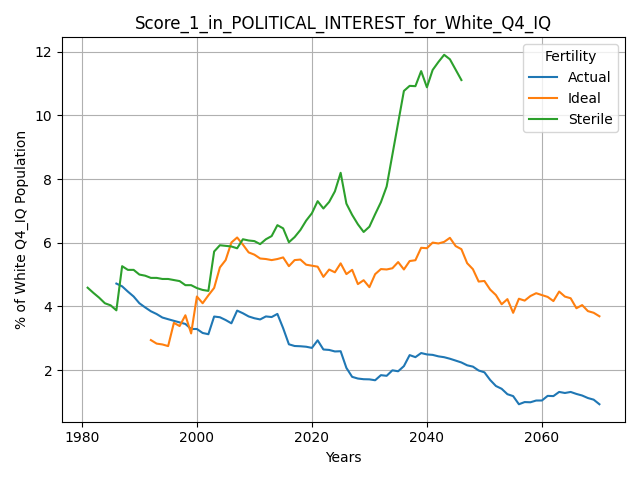 Score_1_in_POLITICAL_INTEREST_for_White_Q4_IQ
% of White Q4_IQ Population
12
10
8
6
4
2
Fertility
Actual
Ideal
Sterile
1980
2000
2020
2040
2060
Years